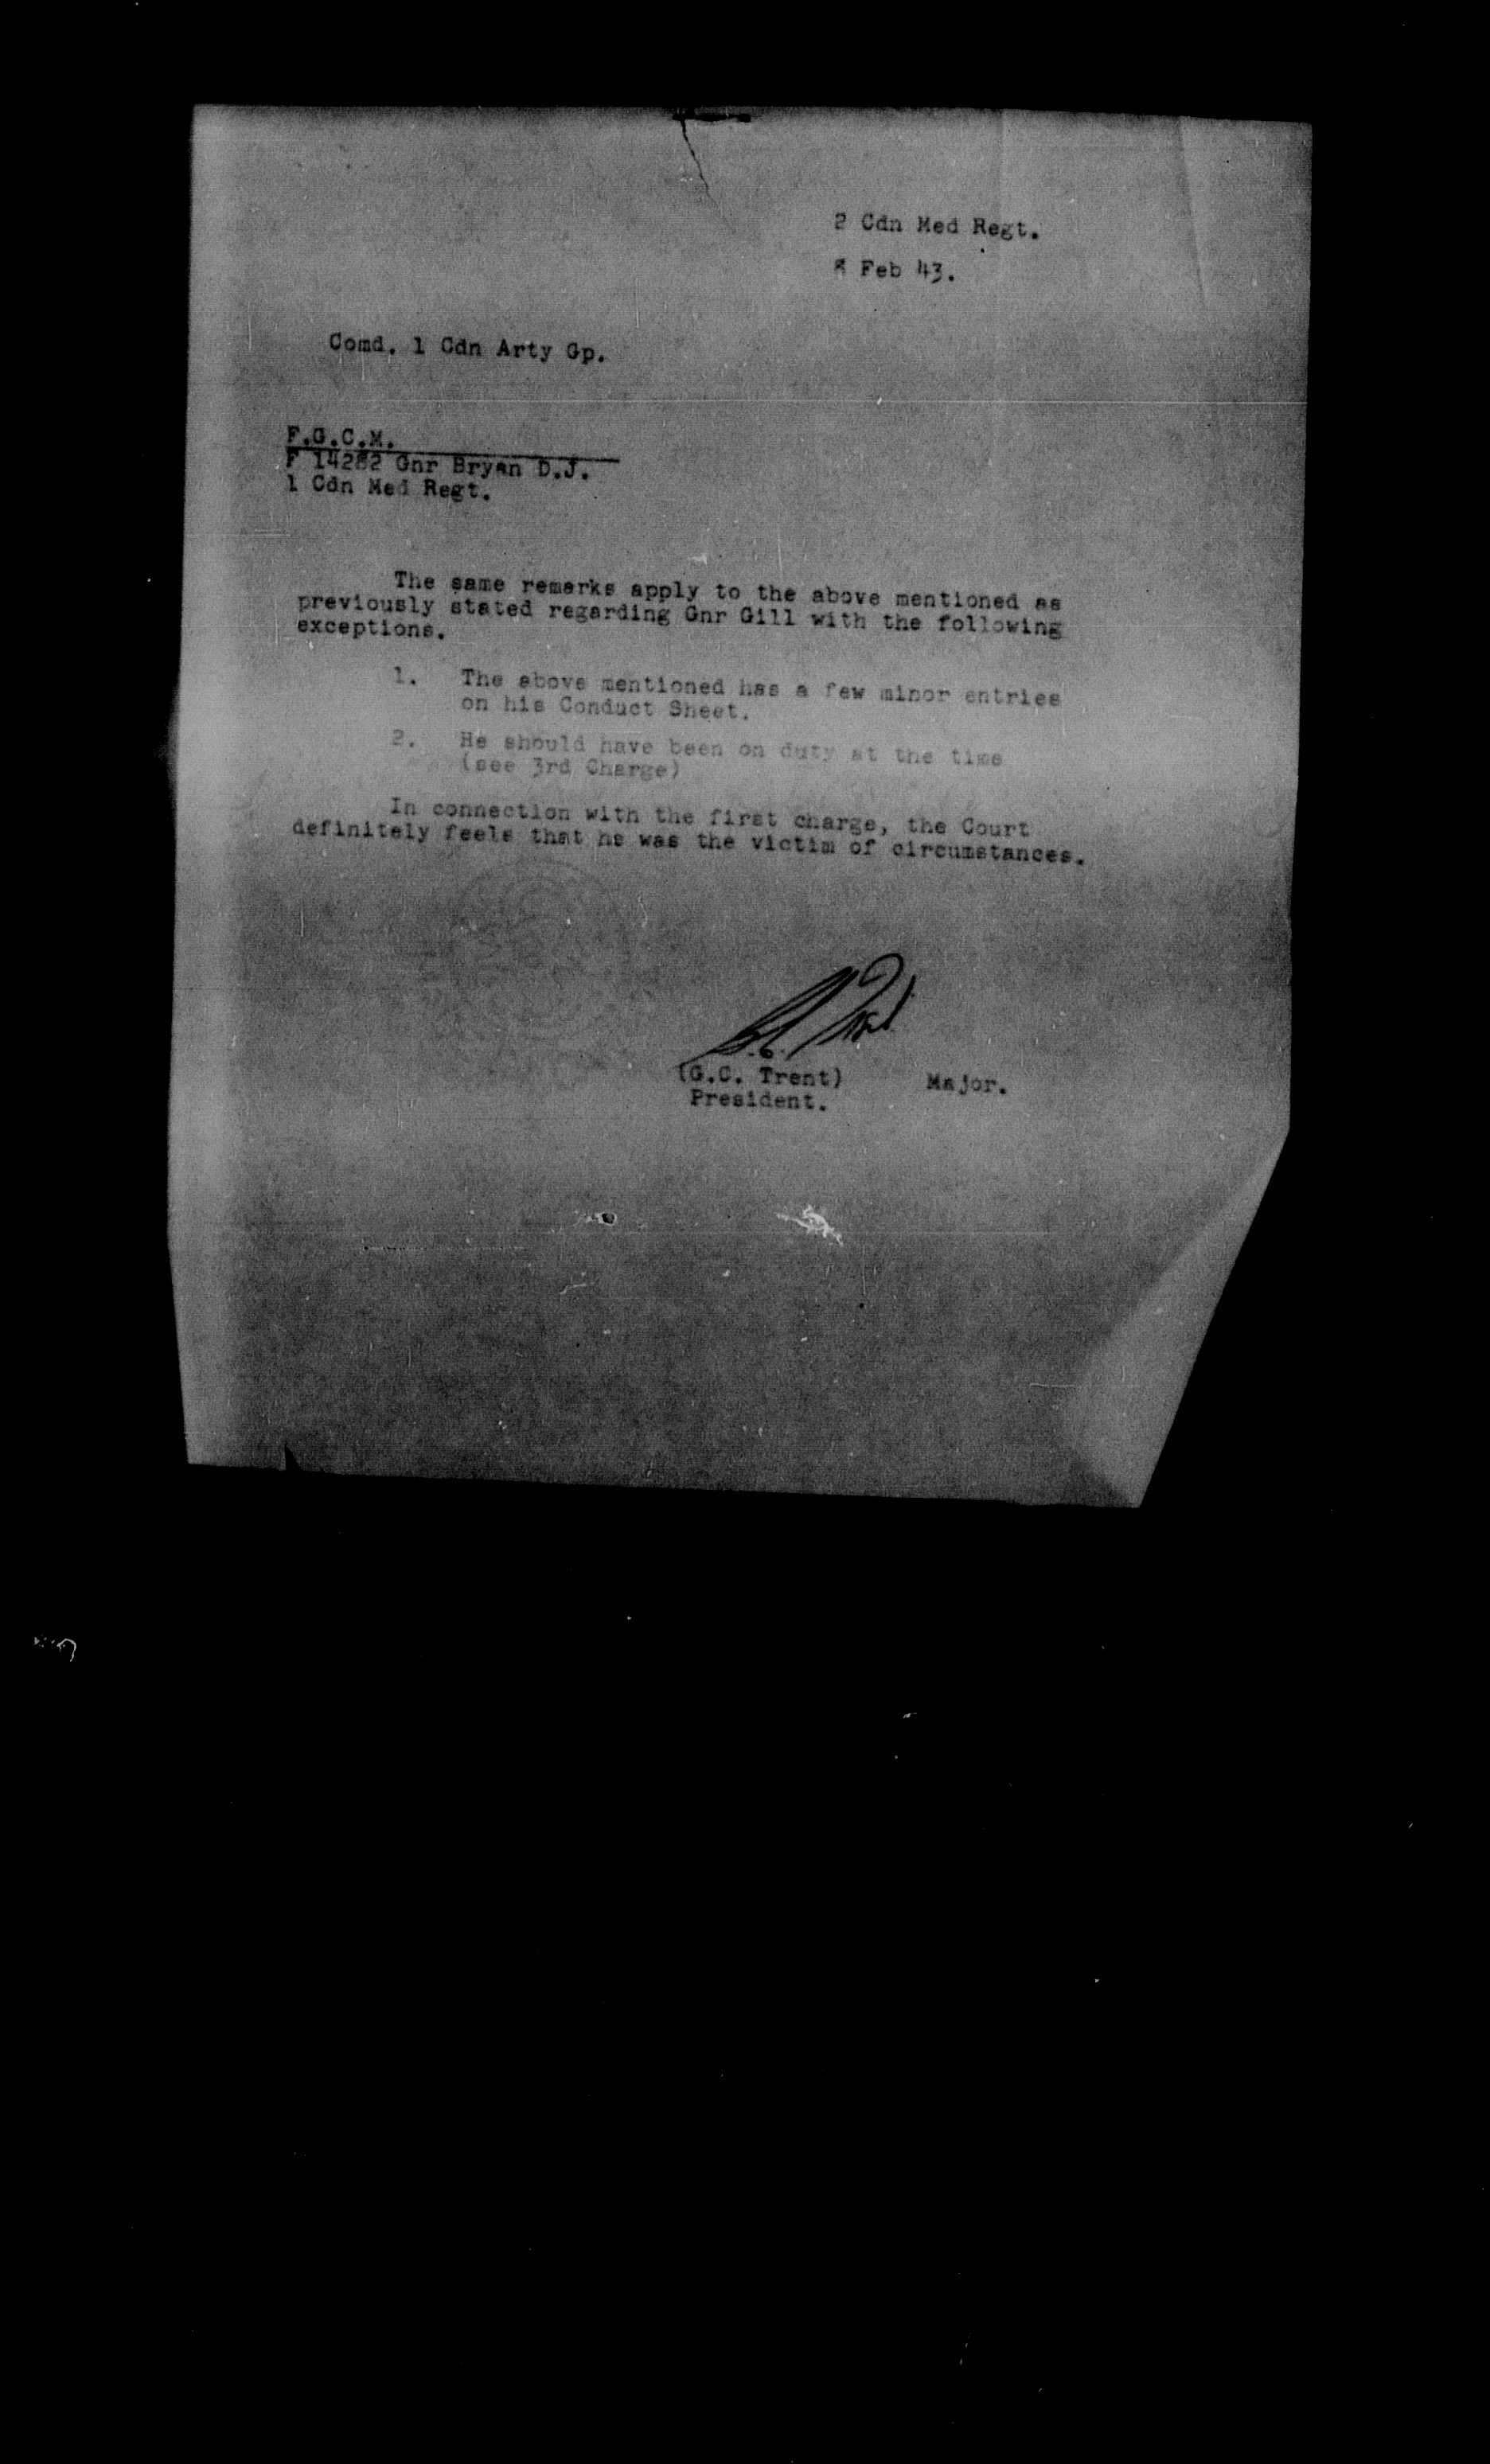 2 Cdn Med Regt.
Feb 43.
Comd. 1 Cdn Arty Gp.
F.G.C.M.
F 14282 Gnr Bryan D.J.
1 Cdn Med Regt.
The same remarks apply to the above mentioned as
previously stated regarding Gnr Gill with the following
exceptions.
1. The above mentioned has a few minor entries
on his Conduct Sheet.
2. He should have been on duty at the time
(see 3rd Charge)
In connection with the first charge, the Court
definitely feels that he was the victim of circumstances.
(G.C. Trent) Major.
President.